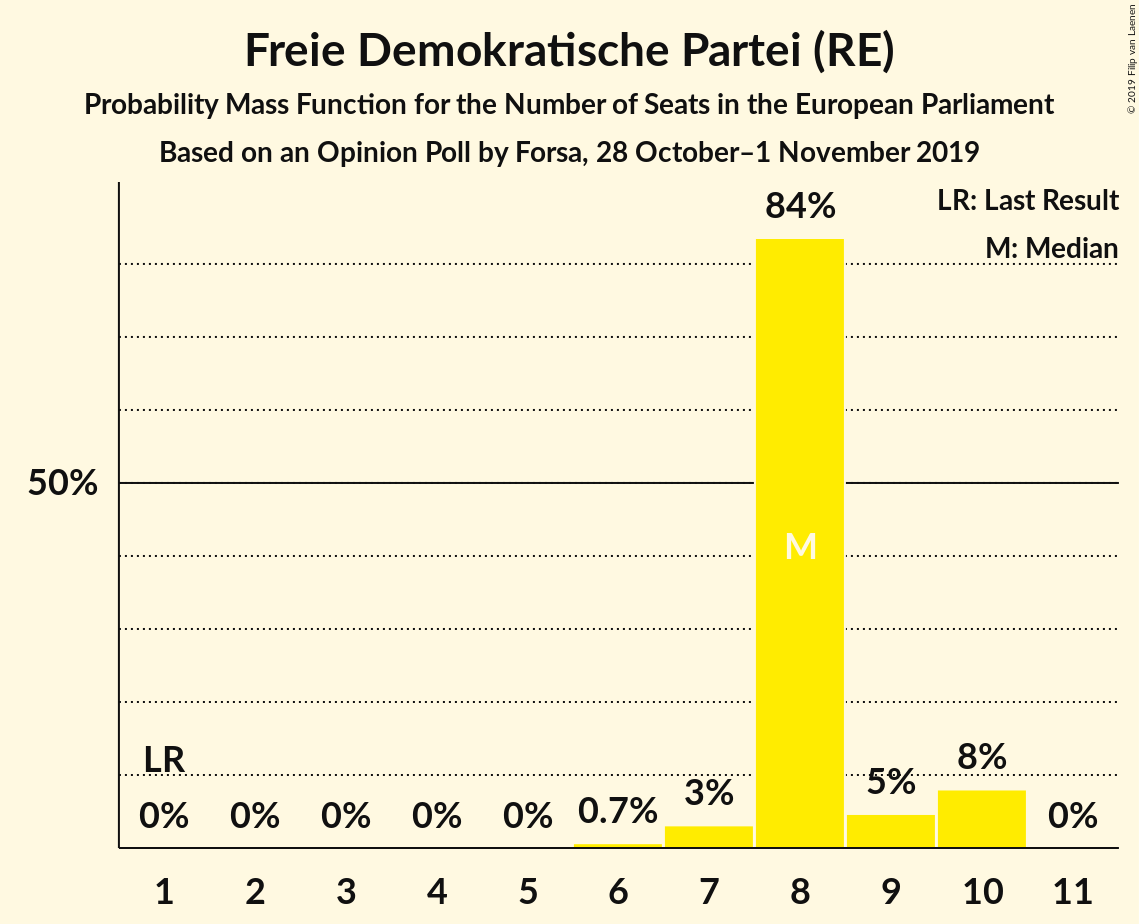 Freie Demokratische Partei (RE)
Probability Mass Function for the Number of Seats in the European Parliament
Based on an Opinion Poll by Forsa, 28 October–1 November 2019
© 2019 Filip van Laenen
LR: Last Result
M: Median
84%
50%
M
LR
0%
0%
0%
0%
0%
0.7%
3%
5%
8%
0%
1 2 3 4 5 6 7 8 9 10 11